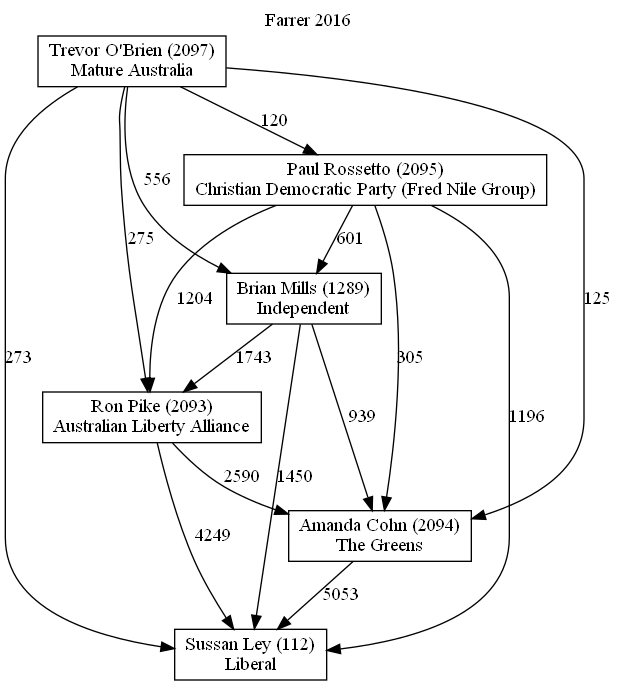 Farrer 2016
Trevor O'Brien (2097)
Mature Australia
120
Paul Rossetto (2095)
Christian Democratic Party (Fred Nile Group)
556
275
601
Brian Mills (1289)
Independent
1204
125
273
1743
305
Ron Pike (2093)
Australian Liberty Alliance
939
1196
2590
1450
Amanda Cohn (2094)
The Greens
4249
5053
Sussan Ley (112)
Liberal